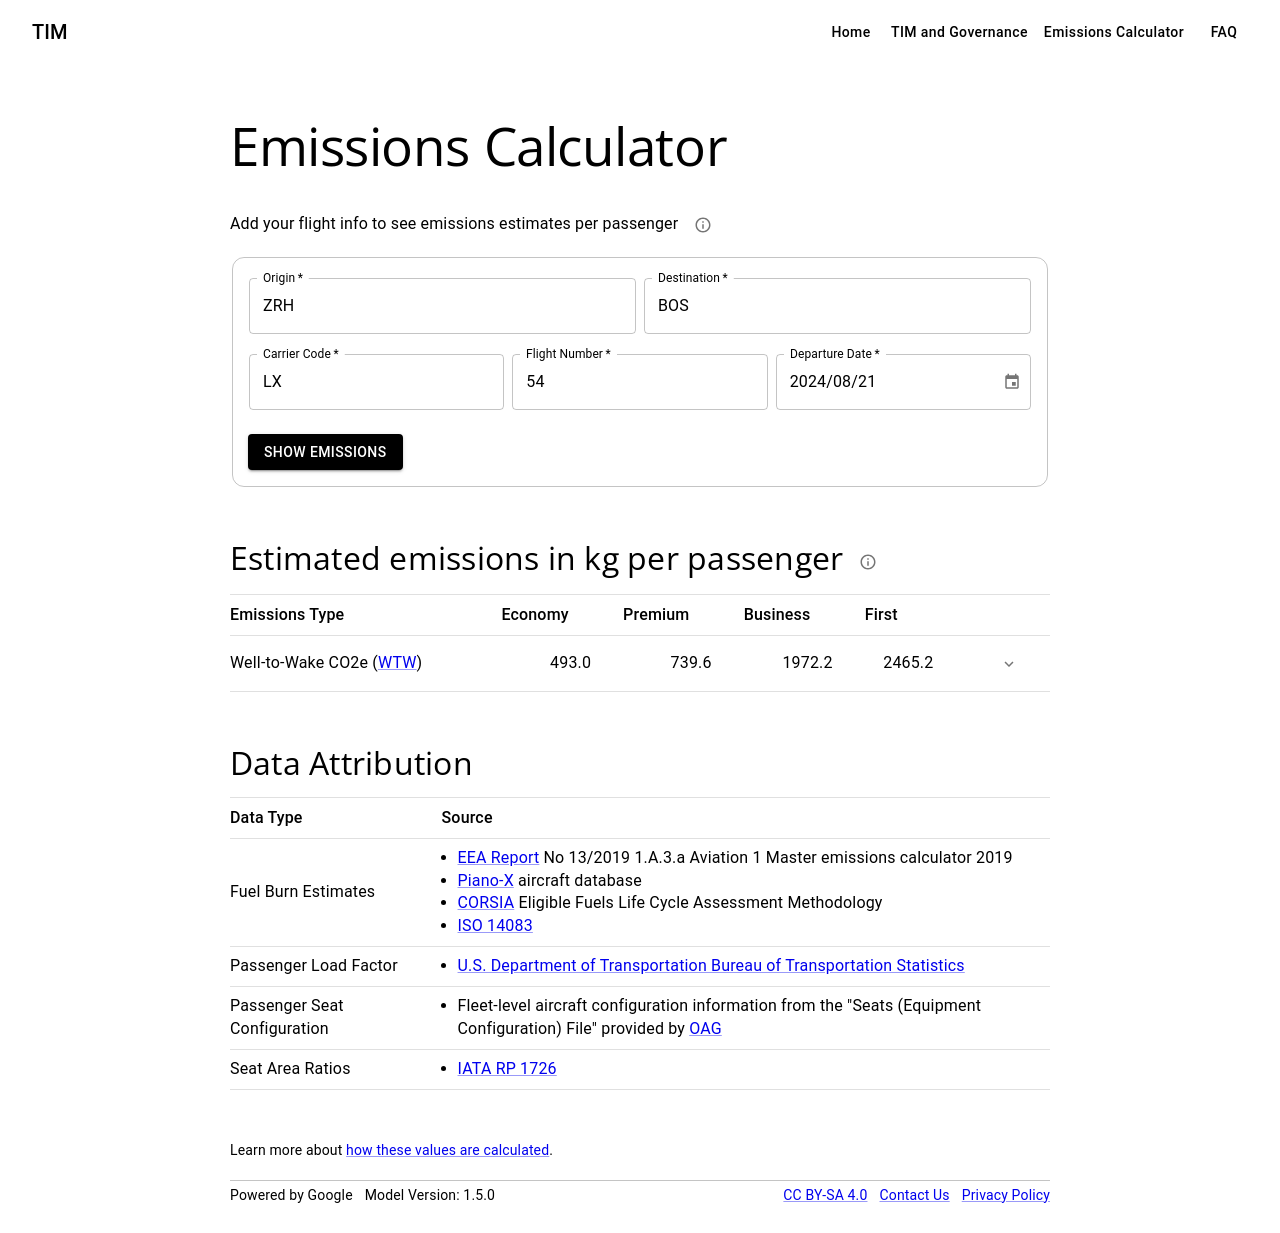 TIM
Home TIM and Governance Emissions Calculator FAQ
Emissions Calculator
Add your flight info to see emissions estimates per passenger
Origin * Destination *
ZRH BOS
Carrier Code * Flight Number * Departure Date *
LX 54 2024/08/21
SHOW EMISSIONS
Estimated emissions in kg per passenger
Emissions Type Economy Premium Business First
Well-to-Wake CO2e (WTW) 493.0 739.6 1972.2 2465.2
Data Attribution
Data Type Source
Fuel Burn Estimates
• EEA Report No 13/2019 1.A.3.a Aviation 1 Master emissions calculator 2019
• Piano-X aircraft database
• CORSIA Eligible Fuels Life Cycle Assessment Methodology
• ISO 14083
Passenger Load Factor • U.S. Department of Transportation Bureau of Transportation Statistics
Passenger Seat
Configuration
• Fleet-level aircraft configuration information from the "Seats (Equipment
Configuration) File" provided by OAG
Seat Area Ratios • IATA RP 1726
Learn more about how these values are calculated.
Powered by Google Model Version: 1.5.0 CC BY-SA 4.0 Contact Us Privacy Policy